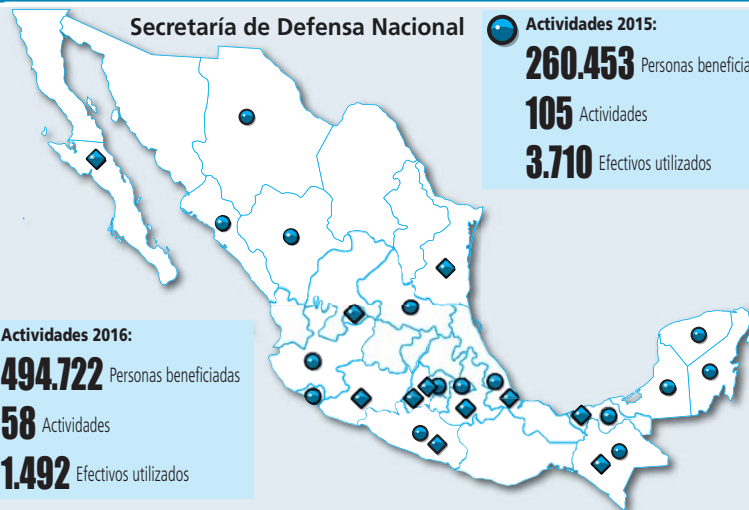 Secretaría de Defensa Nacional
Actividades 2015:
260.453 Personas beneficia
105 Actividades
3.710 Efectivos utilizados
Actividades 2016:
494.722 Personas beneficiadas
58 Actividades
1.492 Efectivos utilizados